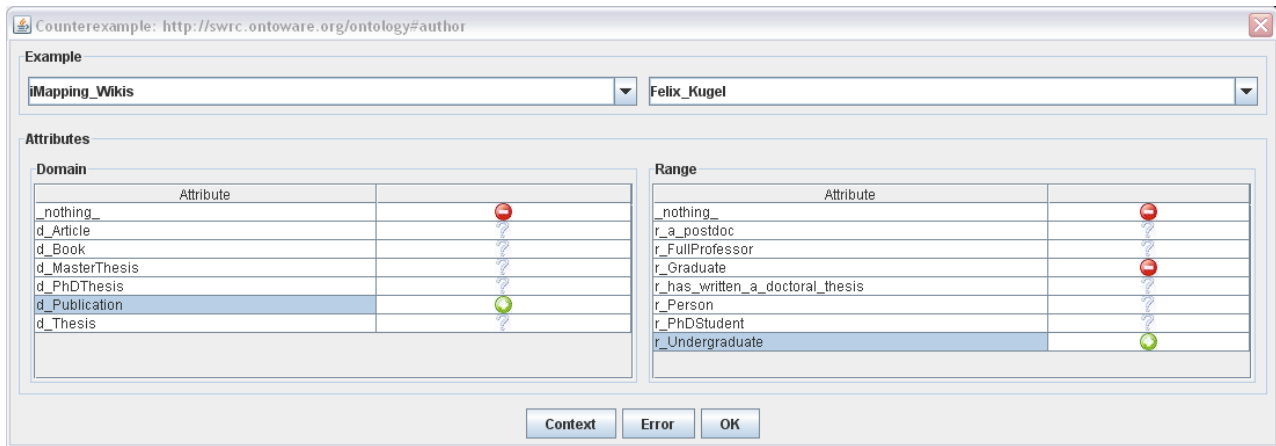 Counterexample: http://swrc.ontoware.org/ontology#author
Example
iMapping_Wikis
Felix_Kugel
Attributes
Domain
Attribute
_nothing_
d_Article
d_Book
d_MasterThesis
d_PhDThesis
d_Publication
d_Thesis
Range
Attribute
_nothing_
r_a_postdoc
r_FullProfessor
r_Graduate
r_has_written_a_doctoral_thesis
r_Person
r_PhDStudent
r_Undergraduate
Context Error OK